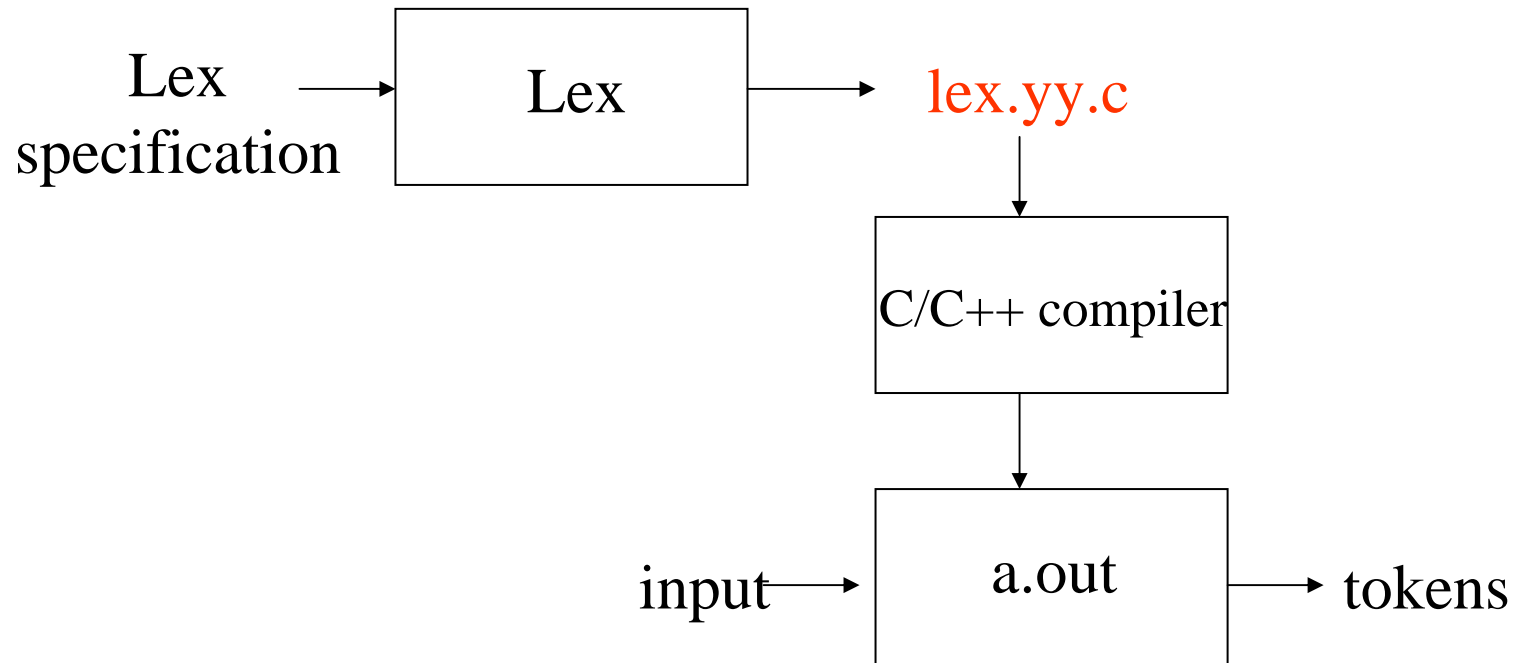 Lex
specification
Lex
lex.yy.c
C/C++ compiler
input
a.out
tokens